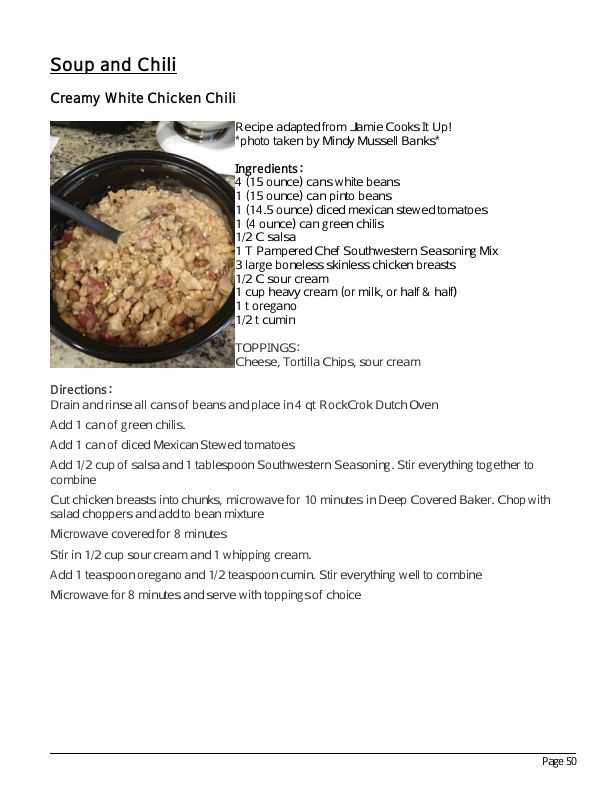 Soup and Chili
Creamy White Chicken Chili
Recipe adapted from Jamie Cooks It Up!
*photo taken by Mindy Mussell Banks*
Ingredients:
4 (15 ounce) cans white beans
1 (15 ounce) can pinto beans
1 (14.5 ounce) diced mexican stewed tomatoes
1 (4 ounce) can green chilis
1/2 C salsa
1 T Pampered Chef Southwestern Seasoning Mix
3 large boneless skinless chicken breasts
1/2 C sour cream
1 cup heavy cream (or milk, or half & half)
1 t oregano
1/2 t cumin
TOPPINGS:
Cheese, Tortilla Chips, sour cream
Directions:
Drain and rinse all cans of beans and place in 4 qt RockCrok Dutch Oven
Add 1 can of green chilis.
Add 1 can of diced Mexican Stewed tomatoes
Add 1/2 cup of salsa and 1 tablespoon Southwestern Seasoning. Stir everything together to
combine
Cut chicken breasts into chunks, microwave for 10 minutes in Deep Covered Baker. Chop with
salad choppers and add to bean mixture
Microwave covered for 8 minutes
Stir in 1/2 cup sour cream and 1 whipping cream.
Add 1 teaspoon oregano and 1/2 teaspoon cumin. Stir everything well to combine
Microwave for 8 minutes and serve with toppings of choice
Page 50